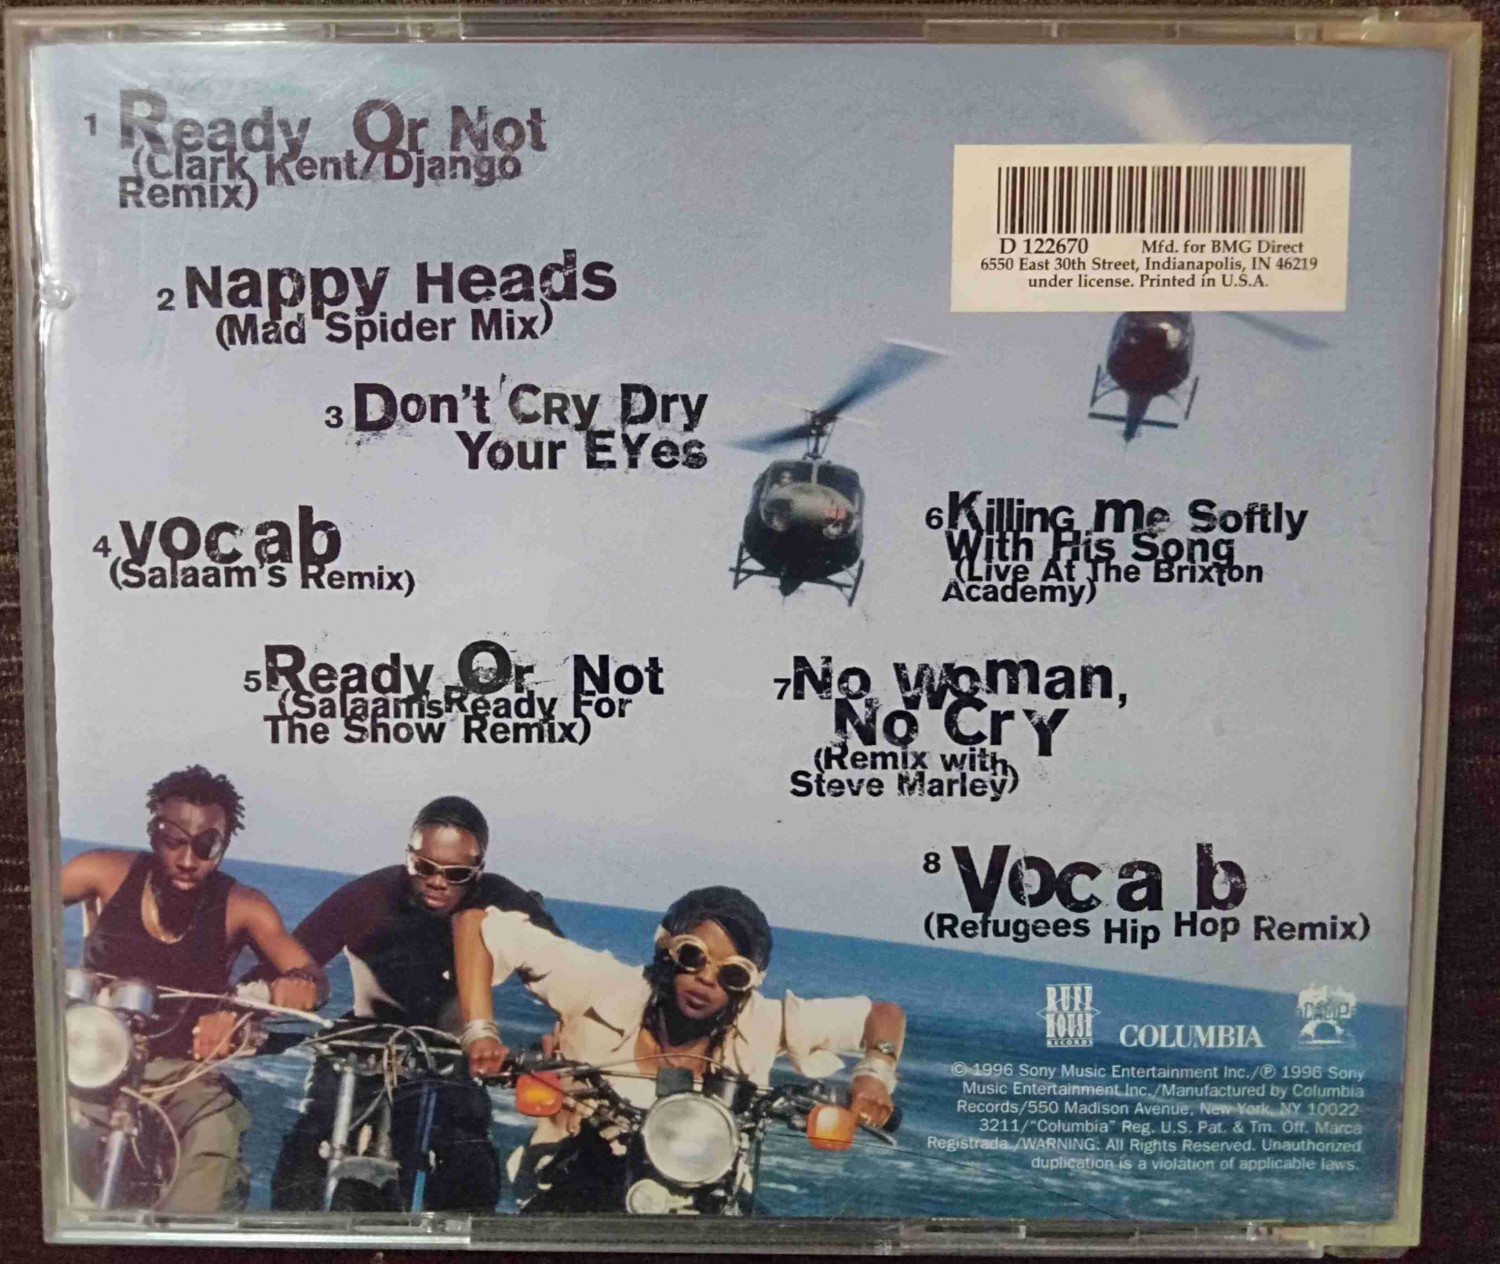 1 Ready Or Not
(Clark Kent/Django
Remix)
2 Nappy Heads
(Mad Spider Mix)
3 Don't Cry Dry
Your EYes
4 vocab
(Salaam's Remix)
5 Ready Or Not
(Salaam's Ready For
The Show Remix)
D 122670 Mfd. for BMG Direct
6550 East 30th Street, Indianapolis, IN 46219
under license. Printed in U.S.A.
6 Killing me Softly
With His Song
(Live At The Brixton
Academy)
7 No woman,
No CrY
(Remix with
Steve Marley)
8 Vocab
(Refugees Hip Hop Remix)
RUFF
HOUSE
RECORDS
COLUMBIA
© 1996 Sony Music Entertainment Inc./℗ 1996 Sony
Music Entertainment Inc./Manufactured by Columbia
Records/550 Madison Avenue, New York, NY 10022-
3211/"Columbia" Reg. U.S. Pat. & Tm. Off. Marca
Registrada./WARNING: All Rights Reserved. Unauthorized
duplication is a violation of applicable laws.